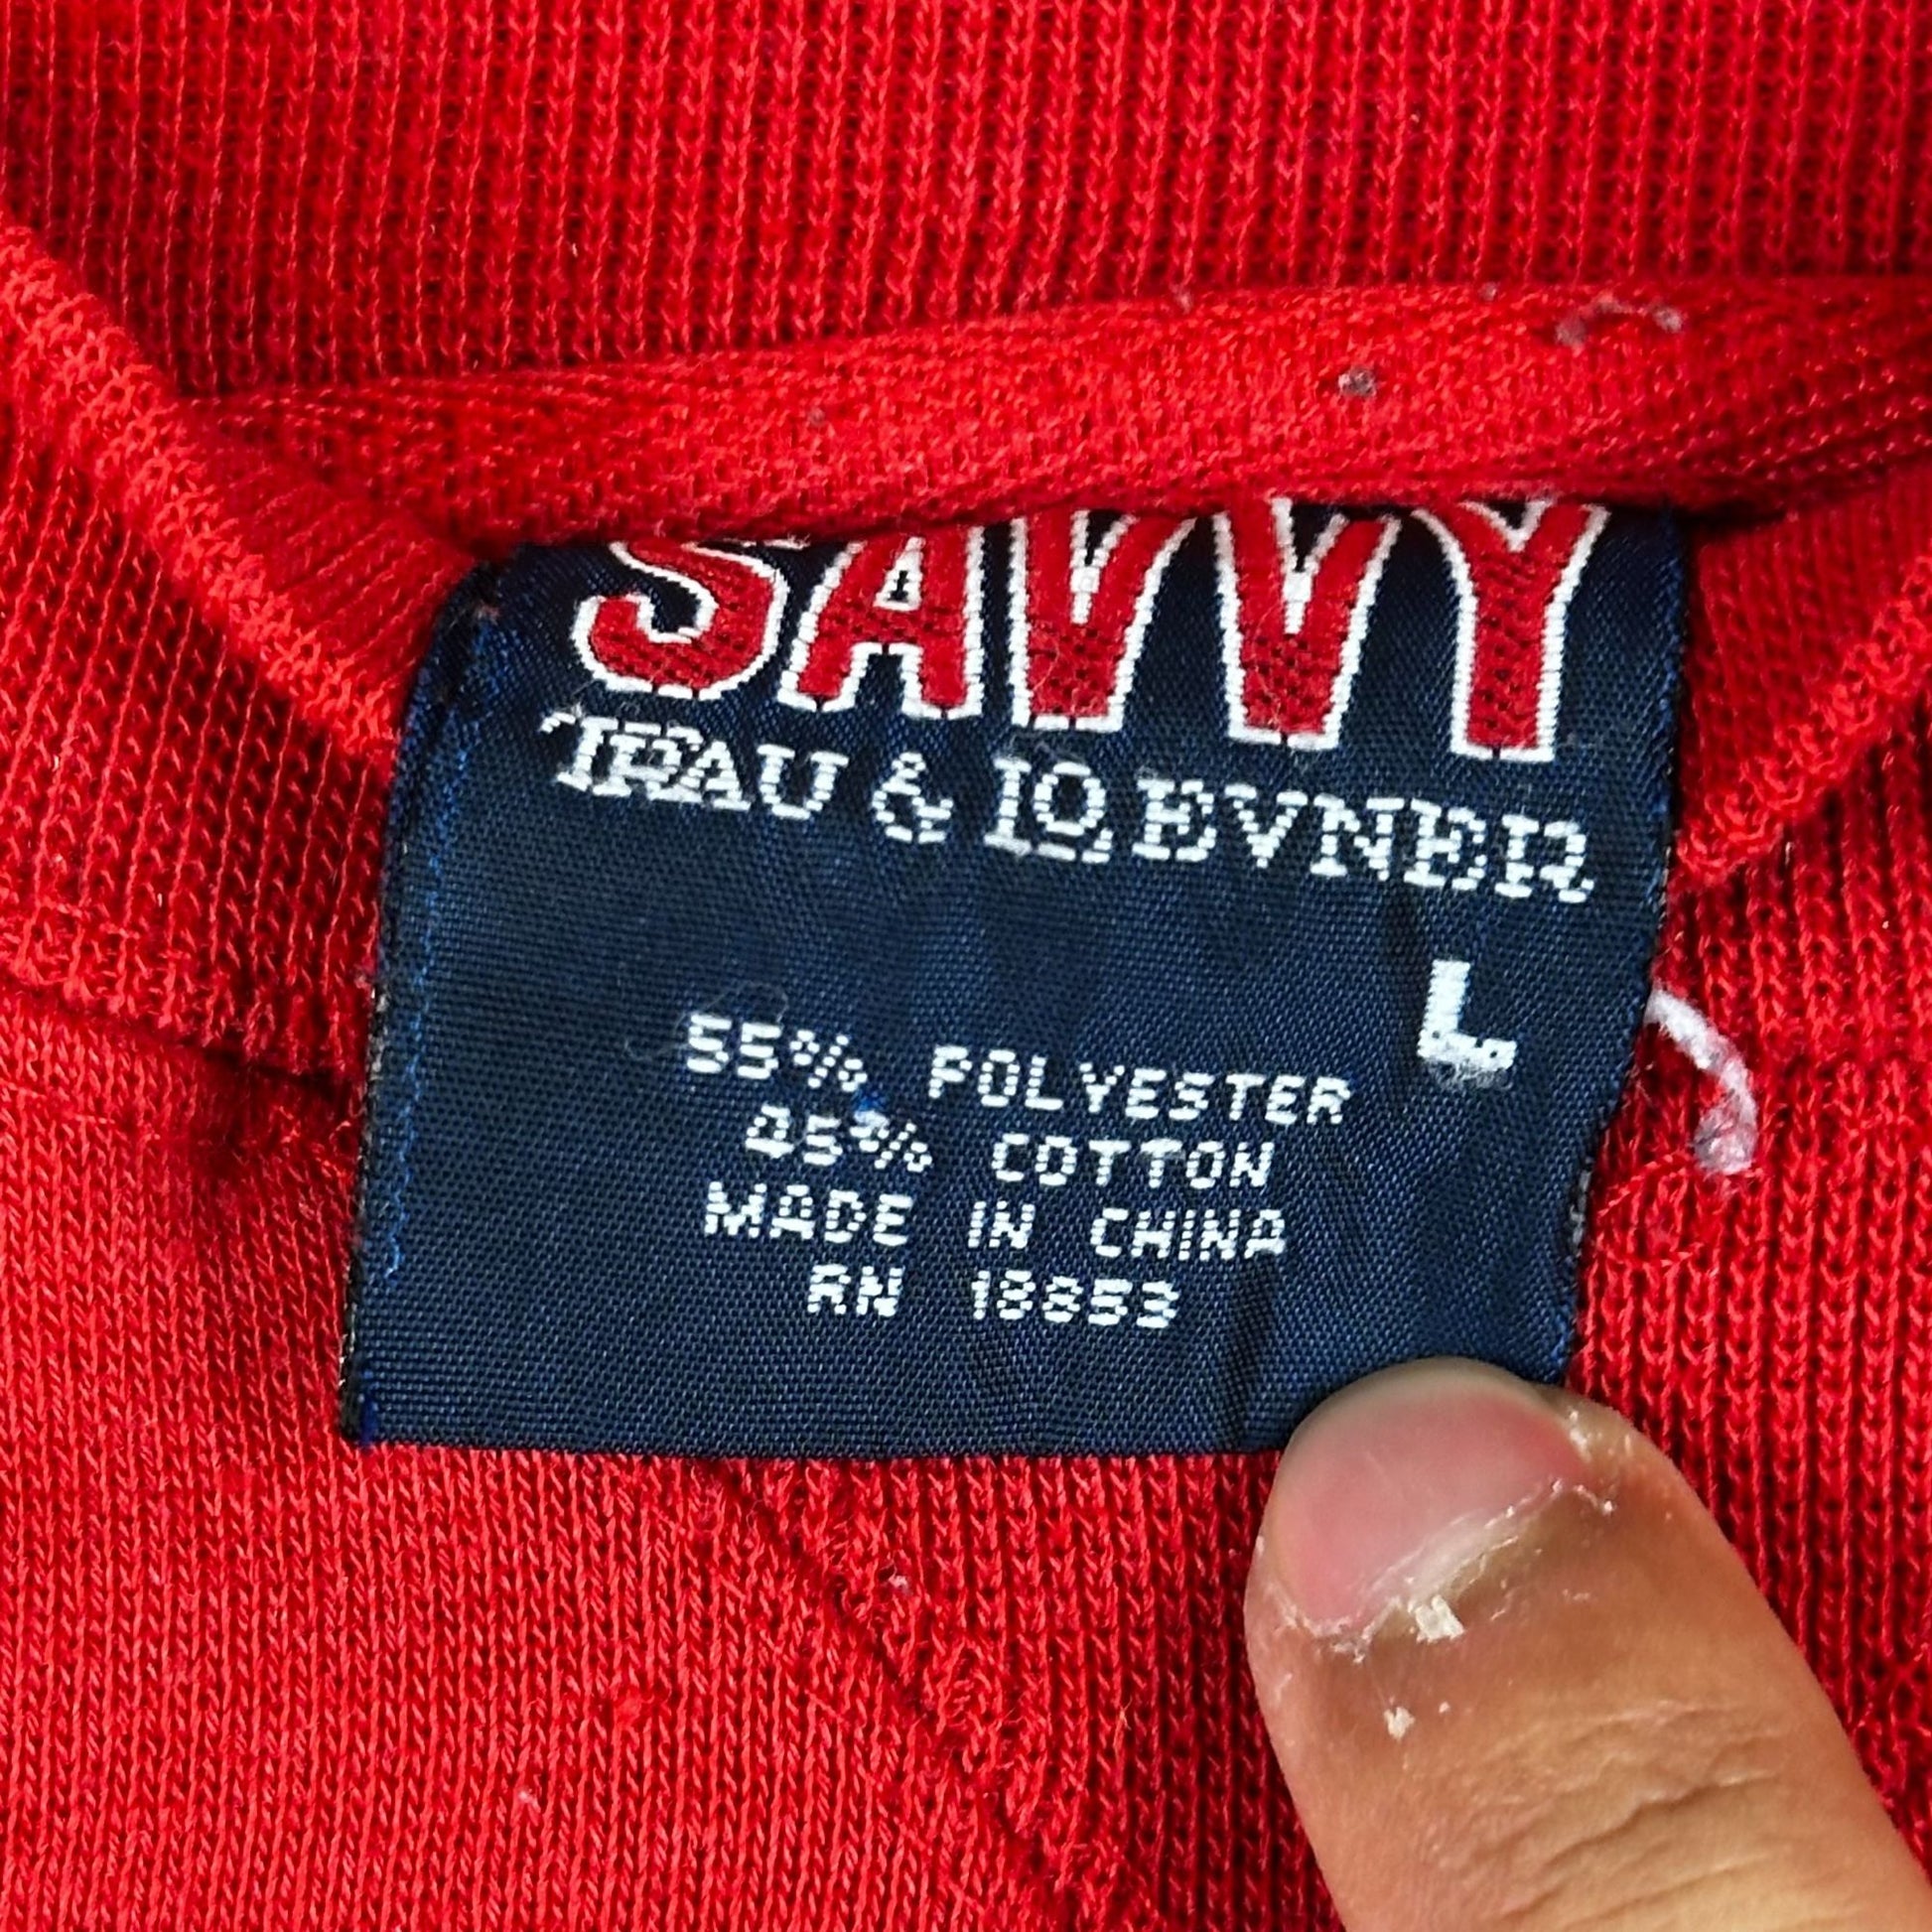 SAVVY
TRAU & LOEVNER
L
55% POLYESTER
45% COTTON
MADE IN CHINA
RN 18853